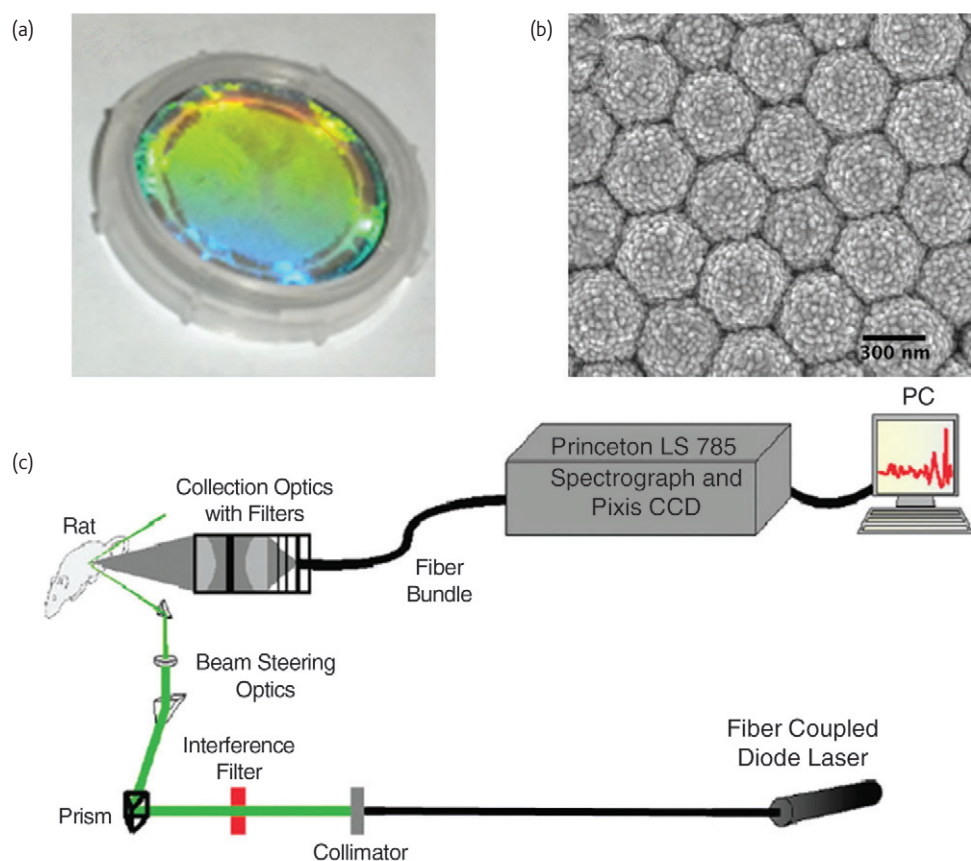 (a)
(b)
300 nm
(c)
PC
Princeton LS 785
Spectrograph and
Pixis CCD
Collection Optics
with Filters
Rat
Fiber
Bundle
Beam Steering
Optics
Interference
Filter
Fiber Coupled
Diode Laser
Prism
Collimator